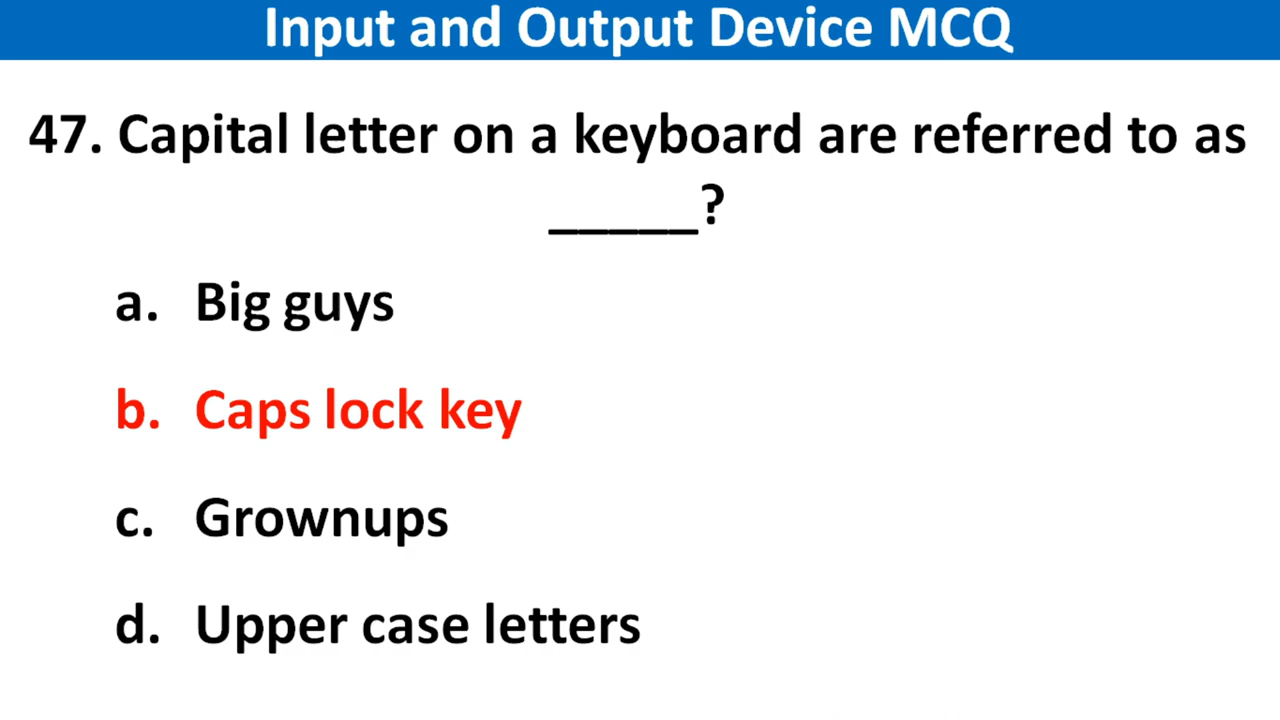 Input and Output Device MCQ
47. Capital letter on a keyboard are referred to as
_____?
a. Big guys
b. Caps lock key
c. Grownups
d. Upper case letters